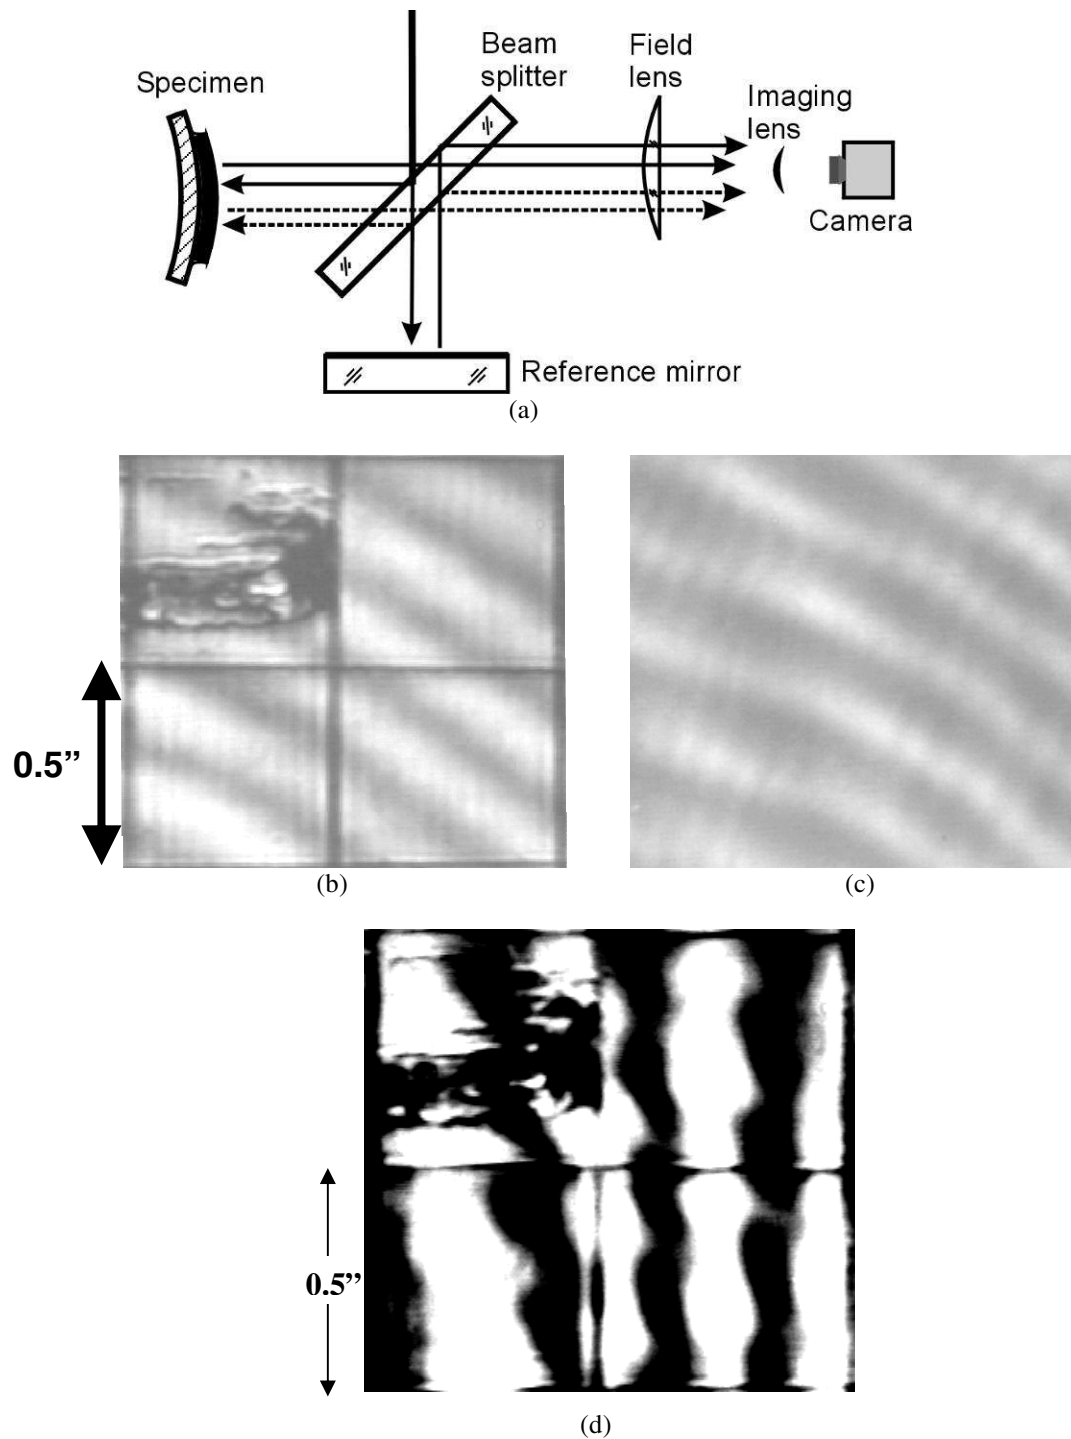 Specimen
Beam
splitter
Field
lens
Imaging
lens
Camera
Reference mirror
(a)
0.5”
(b)
(c)
0.5”
(d)